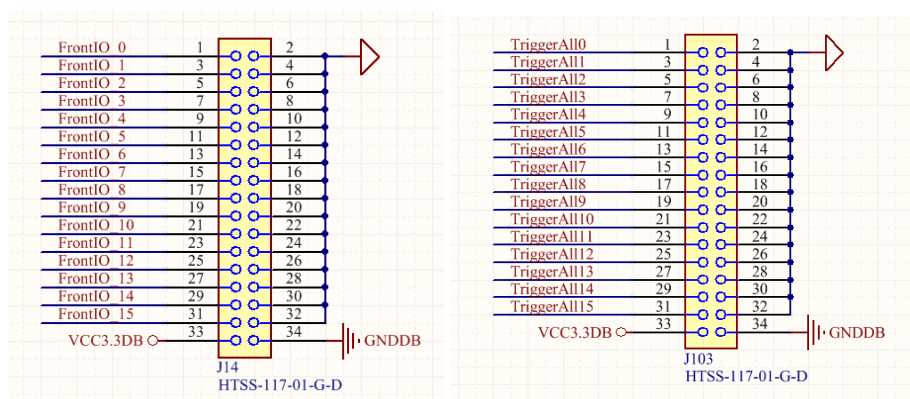 FrontIO_0 1 2
FrontIO_1 3 4
FrontIO_2 5 6
FrontIO_3 7 8
FrontIO_4 9 10
FrontIO_5 11 12
FrontIO_6 13 14
FrontIO_7 15 16
FrontIO_8 17 18
FrontIO_9 19 20
FrontIO_10 21 22
FrontIO_11 23 24
FrontIO_12 25 26
FrontIO_13 27 28
FrontIO_14 29 30
FrontIO_15 31 32
VCC3.3DB 33 34 GNDDB
J14
HTSS-117-01-G-D
TriggerAll0 1 2
TriggerAll1 3 4
TriggerAll2 5 6
TriggerAll3 7 8
TriggerAll4 9 10
TriggerAll5 11 12
TriggerAll6 13 14
TriggerAll7 15 16
TriggerAll8 17 18
TriggerAll9 19 20
TriggerAll10 21 22
TriggerAll11 23 24
TriggerAll12 25 26
TriggerAll13 27 28
TriggerAll14 29 30
TriggerAll15 31 32
VCC3.3DB 33 34 GNDDB
J103
HTSS-117-01-G-D